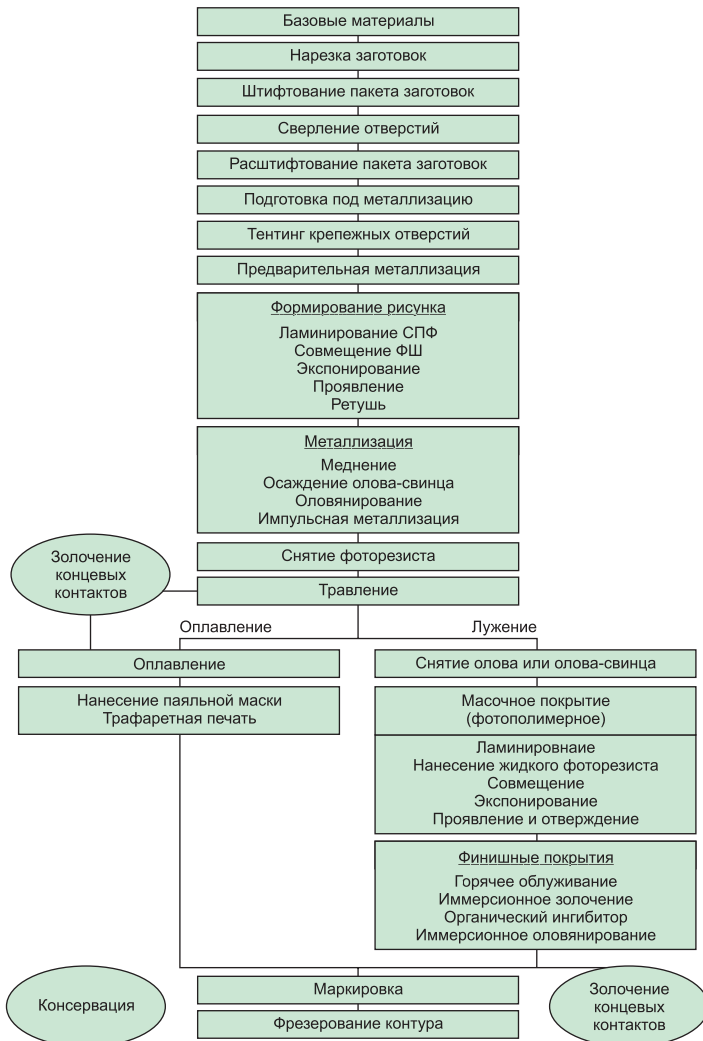 Базовые материалы
Нарезка заготовок
Штифтование пакета заготовок
Сверление отверстий
Расштифтование пакета заготовок
Подготовка под металлизацию
Тентинг крепежных отверстий
Предварительная металлизация
Формирование рисунка
Ламинирование СПФ
Совмещение ФШ
Экспонирование
Проявление
Ретушь
Металлизация
Меднение
Осаждение олова-свинца
Оловянирование
Импульсная металлизация
Снятие фоторезиста
Золочение
концевых
контактов
Травление
Оплавление
Лужение
Оплавление
Нанесение паяльной маски
Трафаретная печать
Снятие олова или олова-свинца
Масочное покрытие
(фотополимерное)
Ламинировнаие
Нанесение жидкого фоторезиста
Совмещение
Экспонирование
Проявление и отверждение
Финишные покрытия
Горячее облуживание
Иммерсионное золочение
Органический ингибитор
Иммерсионное оловянирование
Консервация
Маркировка
Фрезерование контура
Золочение
концевых
контактов